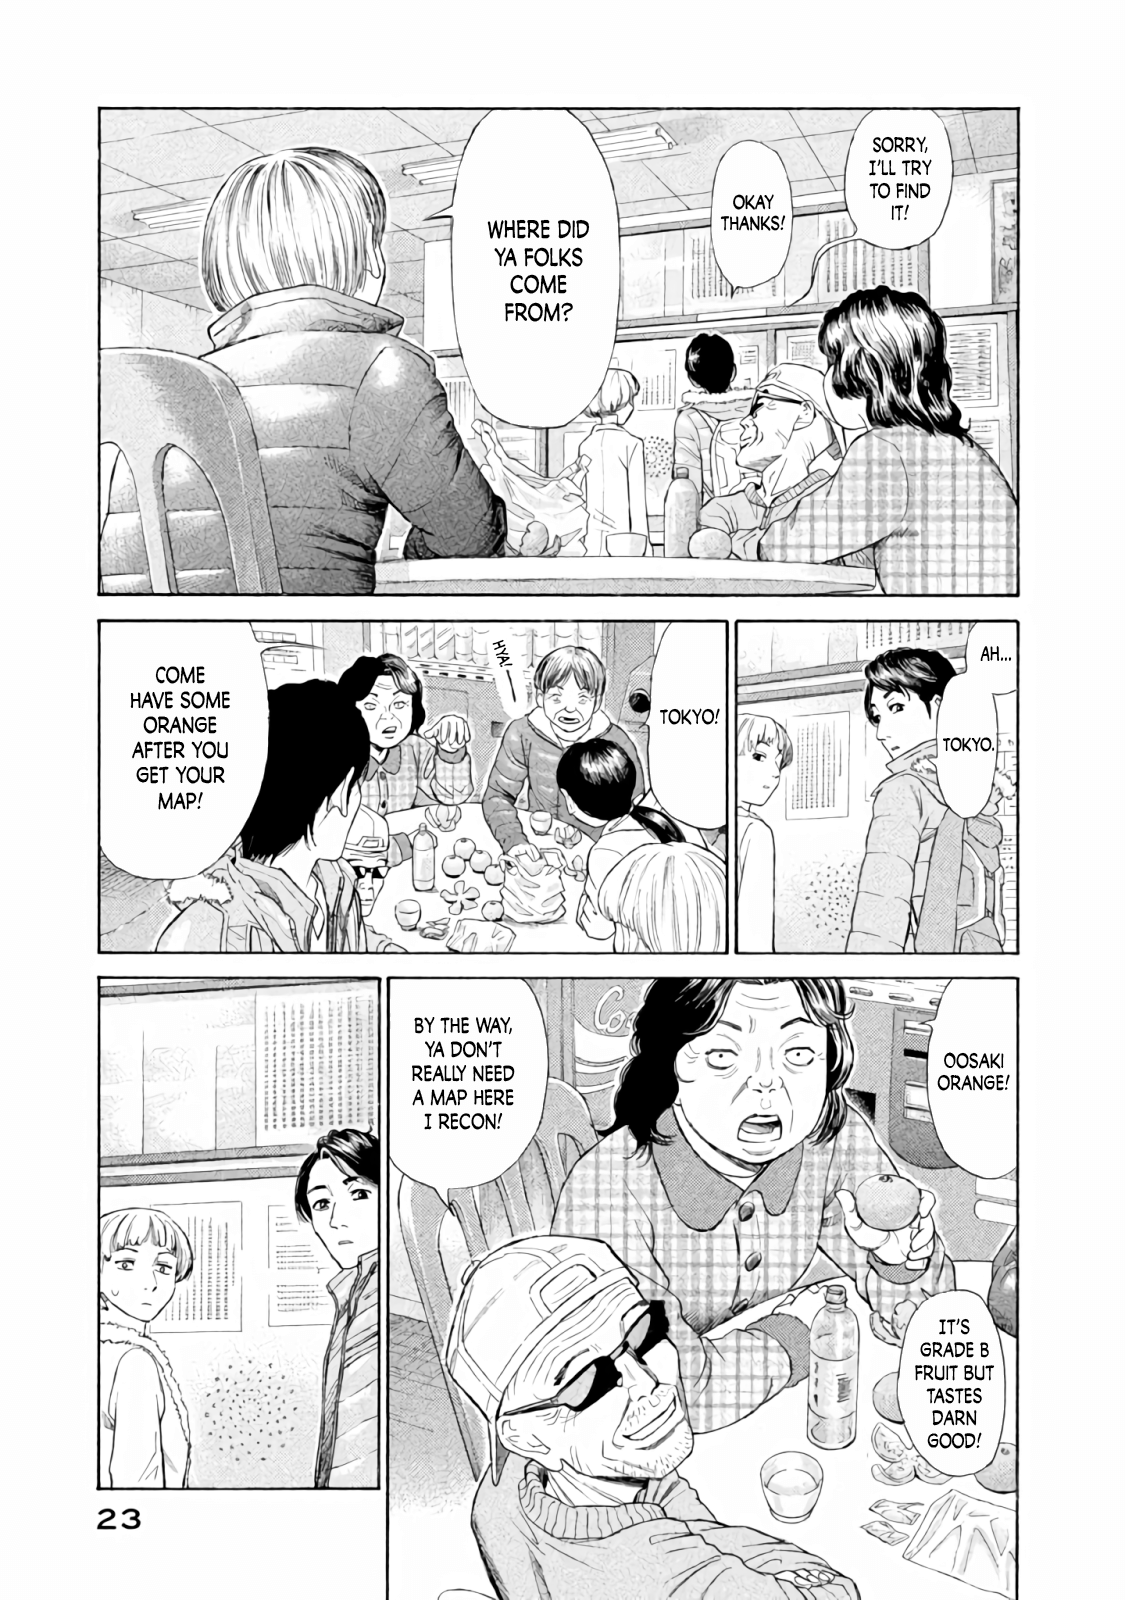 SORRY,
I'LL TRY
TO FIND
IT!
OKAY
THANKS!
WHERE DID
YA FOLKS
COME
FROM?
AH...
TOKYO.
TOKYO!
HYA!
COME
HAVE SOME
ORANGE
AFTER YOU
GET YOUR
MAP!
OOSAKI
ORANGE!
BY THE WAY,
YA DON'T
REALLY NEED
A MAP HERE
I RECON!
IT'S
GRADE B
FRUIT BUT
TASTES
DARN
GOOD!
23